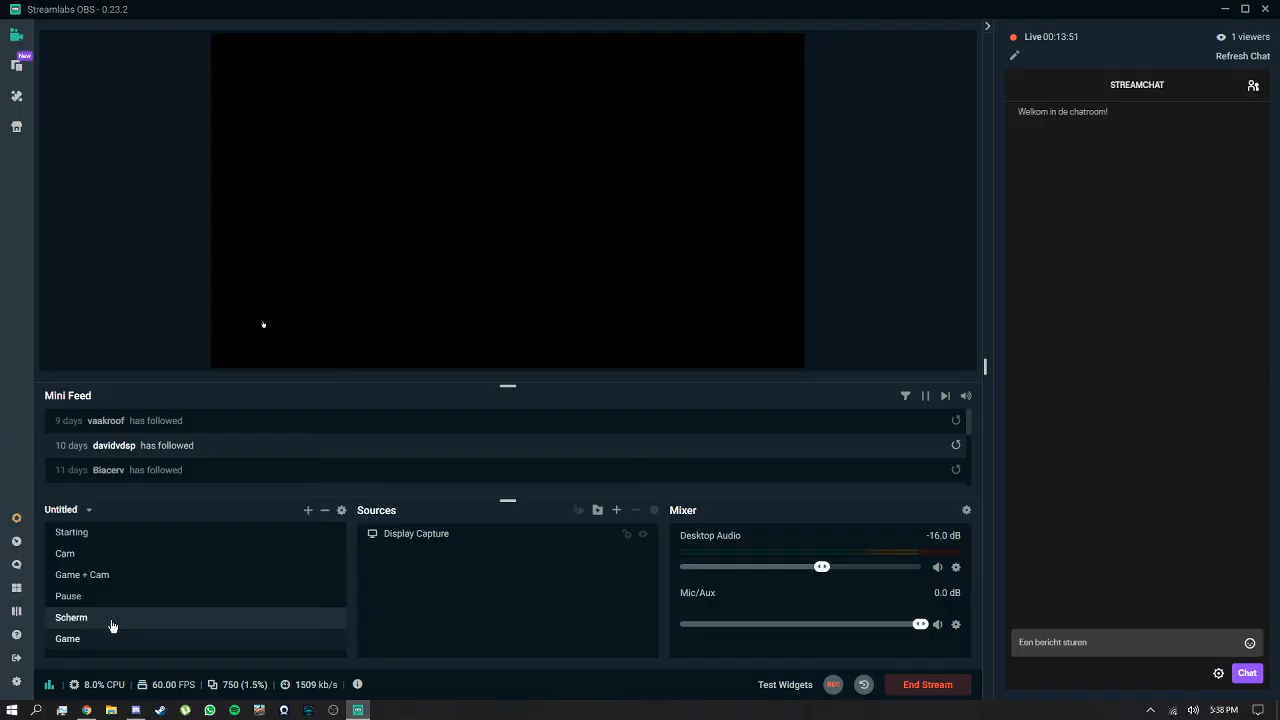 Streamlabs OBS - 0.23.2
New
Live 00:13:51
1 viewers
Refresh Chat
STREAMCHAT
Welkom in de chatroom!
Mini Feed
9 days vaakroof has followed
10 days davidvdsp has followed
11 days Biacerv has followed
Untitled
Sources
Mixer
Starting
Cam
Game + Cam
Pause
Scherm
Game
Display Capture
Desktop Audio
-16.0 dB
Mic/Aux
0.0 dB
Een bericht sturen
Chat
8.0% CPU
60.00 FPS
750 (1.5%)
1509 kb/s
Test Widgets
REC
End Stream
5:38 PM